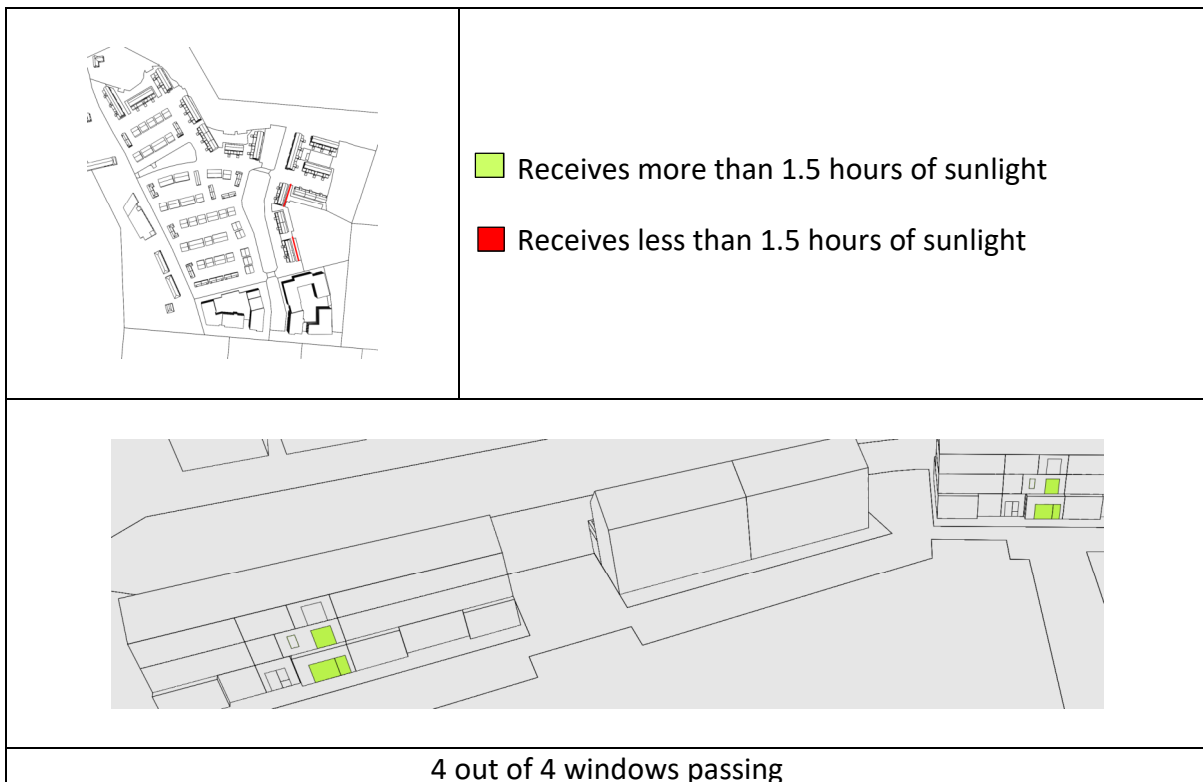 Receives more than 1.5 hours of sunlight
Receives less than 1.5 hours of sunlight
4 out of 4 windows passing